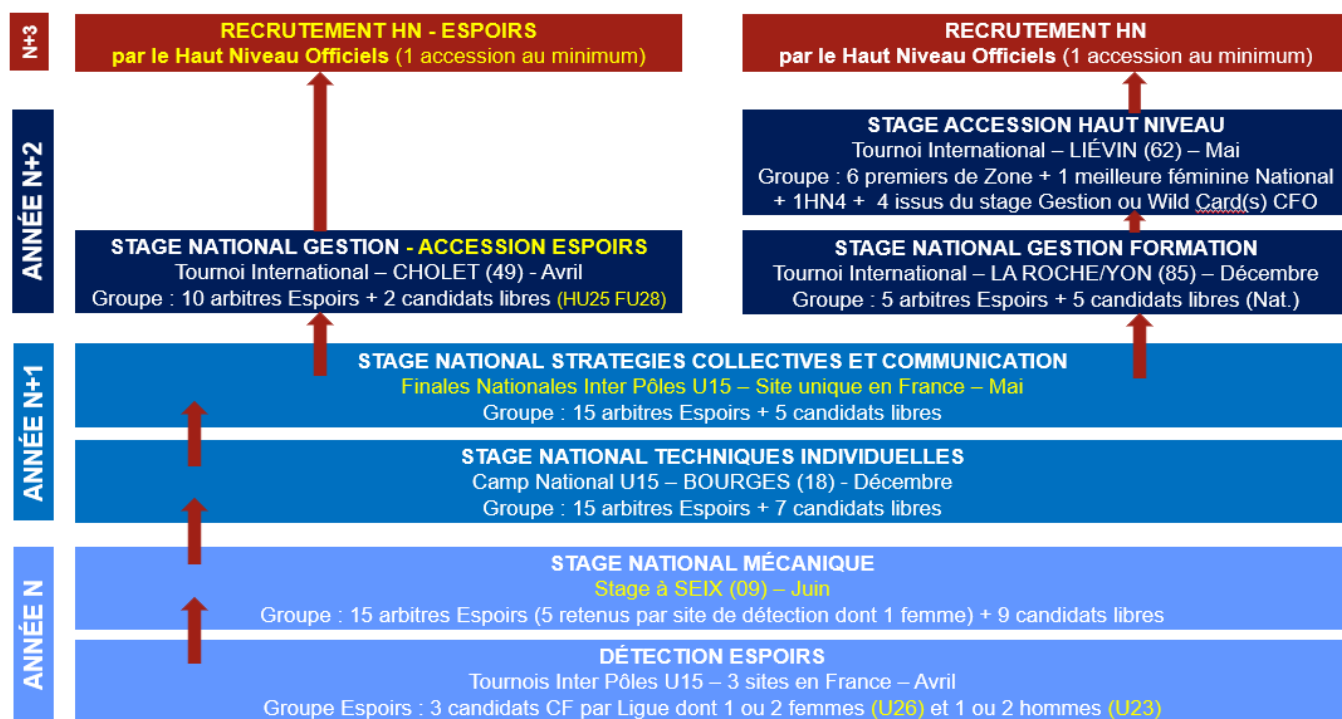 N+3
RECRUTEMENT HN - ESPOIRS
par le Haut Niveau Officiels (1 accession au minimum)
RECRUTEMENT HN
par le Haut Niveau Officiels (1 accession au minimum)
ANNÉE N+2
STAGE ACCESSION HAUT NIVEAU
Tournoi International – LIÉVIN (62) – Mai
Groupe : 6 premiers de Zone + 1 meilleure féminine National
+ 1HN4 + 4 issus du stage Gestion ou Wild Card(s) CFO
STAGE NATIONAL GESTION - ACCESSION ESPOIRS
Tournoi International – CHOLET (49) - Avril
Groupe : 10 arbitres Espoirs + 2 candidats libres (HU25 FU28)
STAGE NATIONAL GESTION FORMATION
Tournoi International – LA ROCHE/YON (85) – Décembre
Groupe : 5 arbitres Espoirs + 5 candidats libres (Nat.)
ANNÉE N+1
STAGE NATIONAL STRATEGIES COLLECTIVES ET COMMUNICATION
Finales Nationales Inter Pôles U15 – Site unique en France – Mai
Groupe : 15 arbitres Espoirs + 5 candidats libres
STAGE NATIONAL TECHNIQUES INDIVIDUELLES
Camp National U15 – BOURGES (18) - Décembre
Groupe : 15 arbitres Espoirs + 7 candidats libres
ANNÉE N
STAGE NATIONAL MÉCANIQUE
Stage à SEIX (09) – Juin
Groupe : 15 arbitres Espoirs (5 retenus par site de détection dont 1 femme) + 9 candidats libres
DÉTECTION ESPOIRS
Tournois Inter Pôles U15 – 3 sites en France – Avril
Groupe Espoirs : 3 candidats CF par Ligue dont 1 ou 2 femmes (U26) et 1 ou 2 hommes (U23)